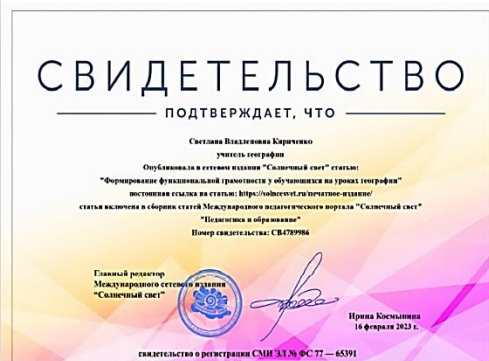 СВИДЕТЕЛЬСТВО
ПОДТВЕРЖДАЕТ, ЧТО
Светлана Владленовна Кириченко
учитель географии
Опубликовала в сетевом издании "Солнечный свет" статью:
"Формирование функциональной грамотности у обучающихся на уроках географии"
постоянная ссылка на статью: https://solncesvet.ru/печатное-издание/
статья включена в сборник статей Международного педагогического портала "Солнечный свет"
"Педагогика и образование"
Номер свидетельства: СВ4789986
Главный редактор
Международного сетевого издания
"Солнечный свет"
Ирина Космынина
16 февраля 2023 г.
свидетельство о регистрации СМИ ЭЛ № ФС 77 — 65391